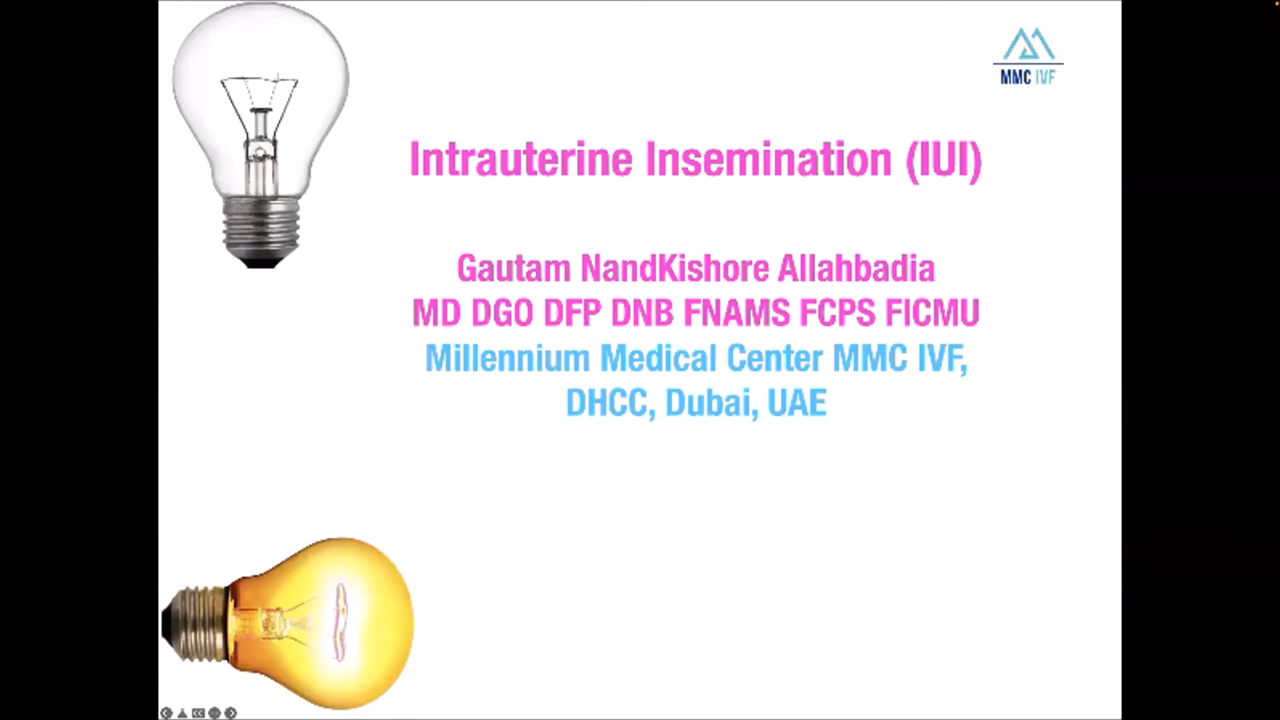 MMC IVF
Intrauterine Insemination (IUI)
Gautam NandKishore Allahbadia
MD DGO DFP DNB FNAMS FCPS FICMU
Millennium Medical Center MMC IVF,
DHCC, Dubai, UAE